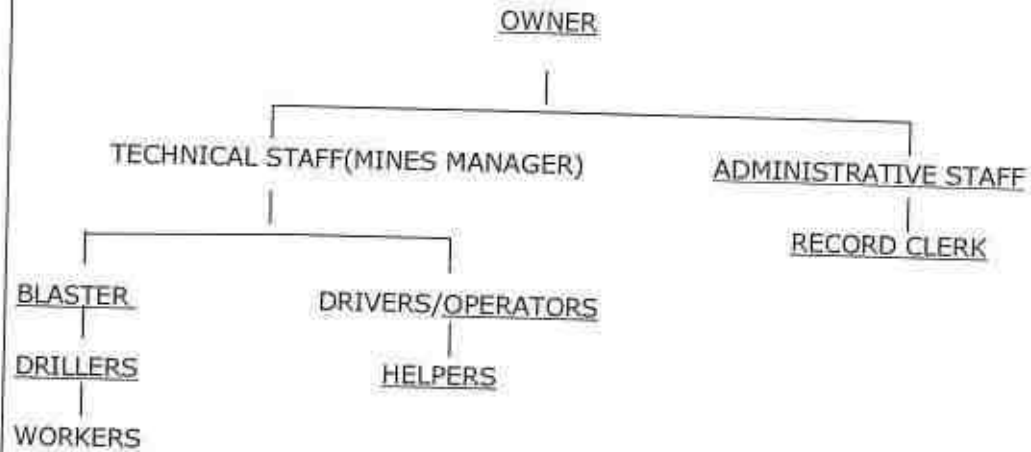 OWNER
TECHNICAL STAFF(MINES MANAGER)
ADMINISTRATIVE STAFF
RECORD CLERK
BLASTER
DRIVERS/OPERATORS
DRILLERS
HELPERS
WORKERS